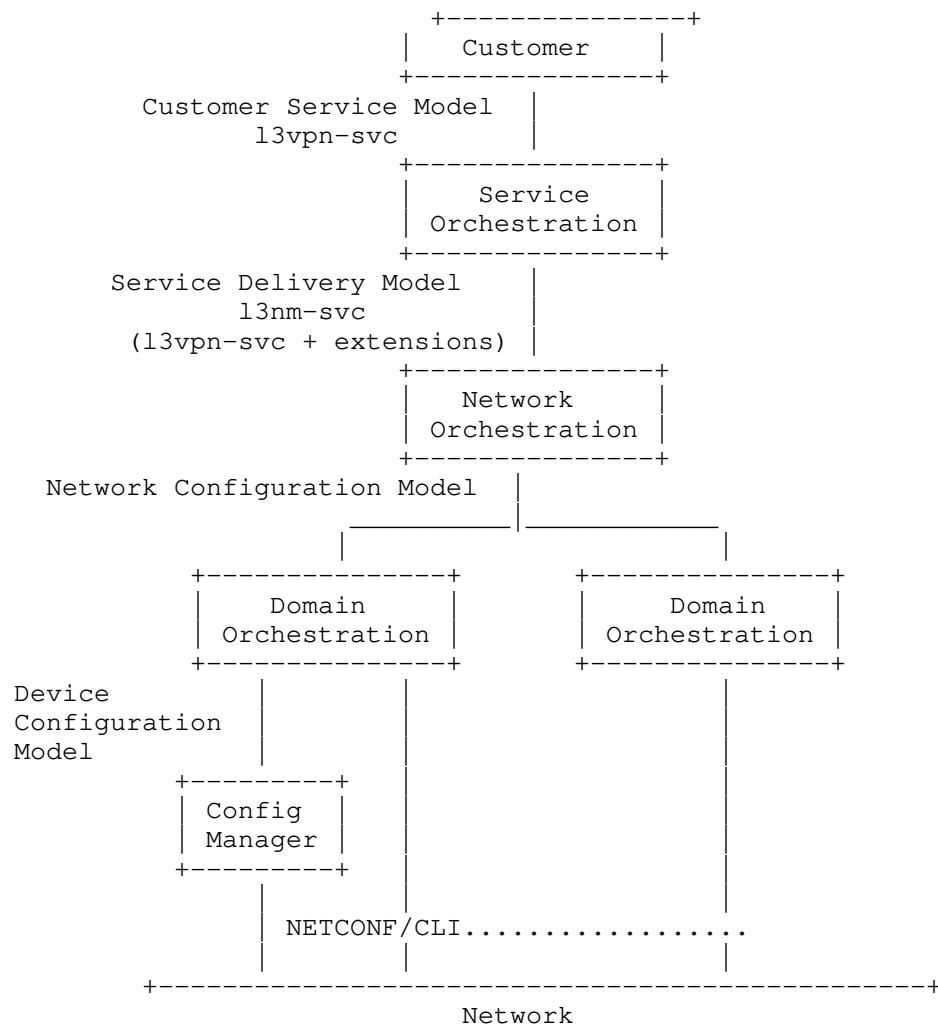 Customer
Customer Service Model
l3vpn-svc
Service
Orchestration
Service Delivery Model
l3nm-svc
(l3vpn-svc + extensions)
Network
Orchestration
Network Configuration Model
Domain Domain
Orchestration Orchestration
Device
Configuration
Model
Config
Manager
NETCONF/CLI..................
Network